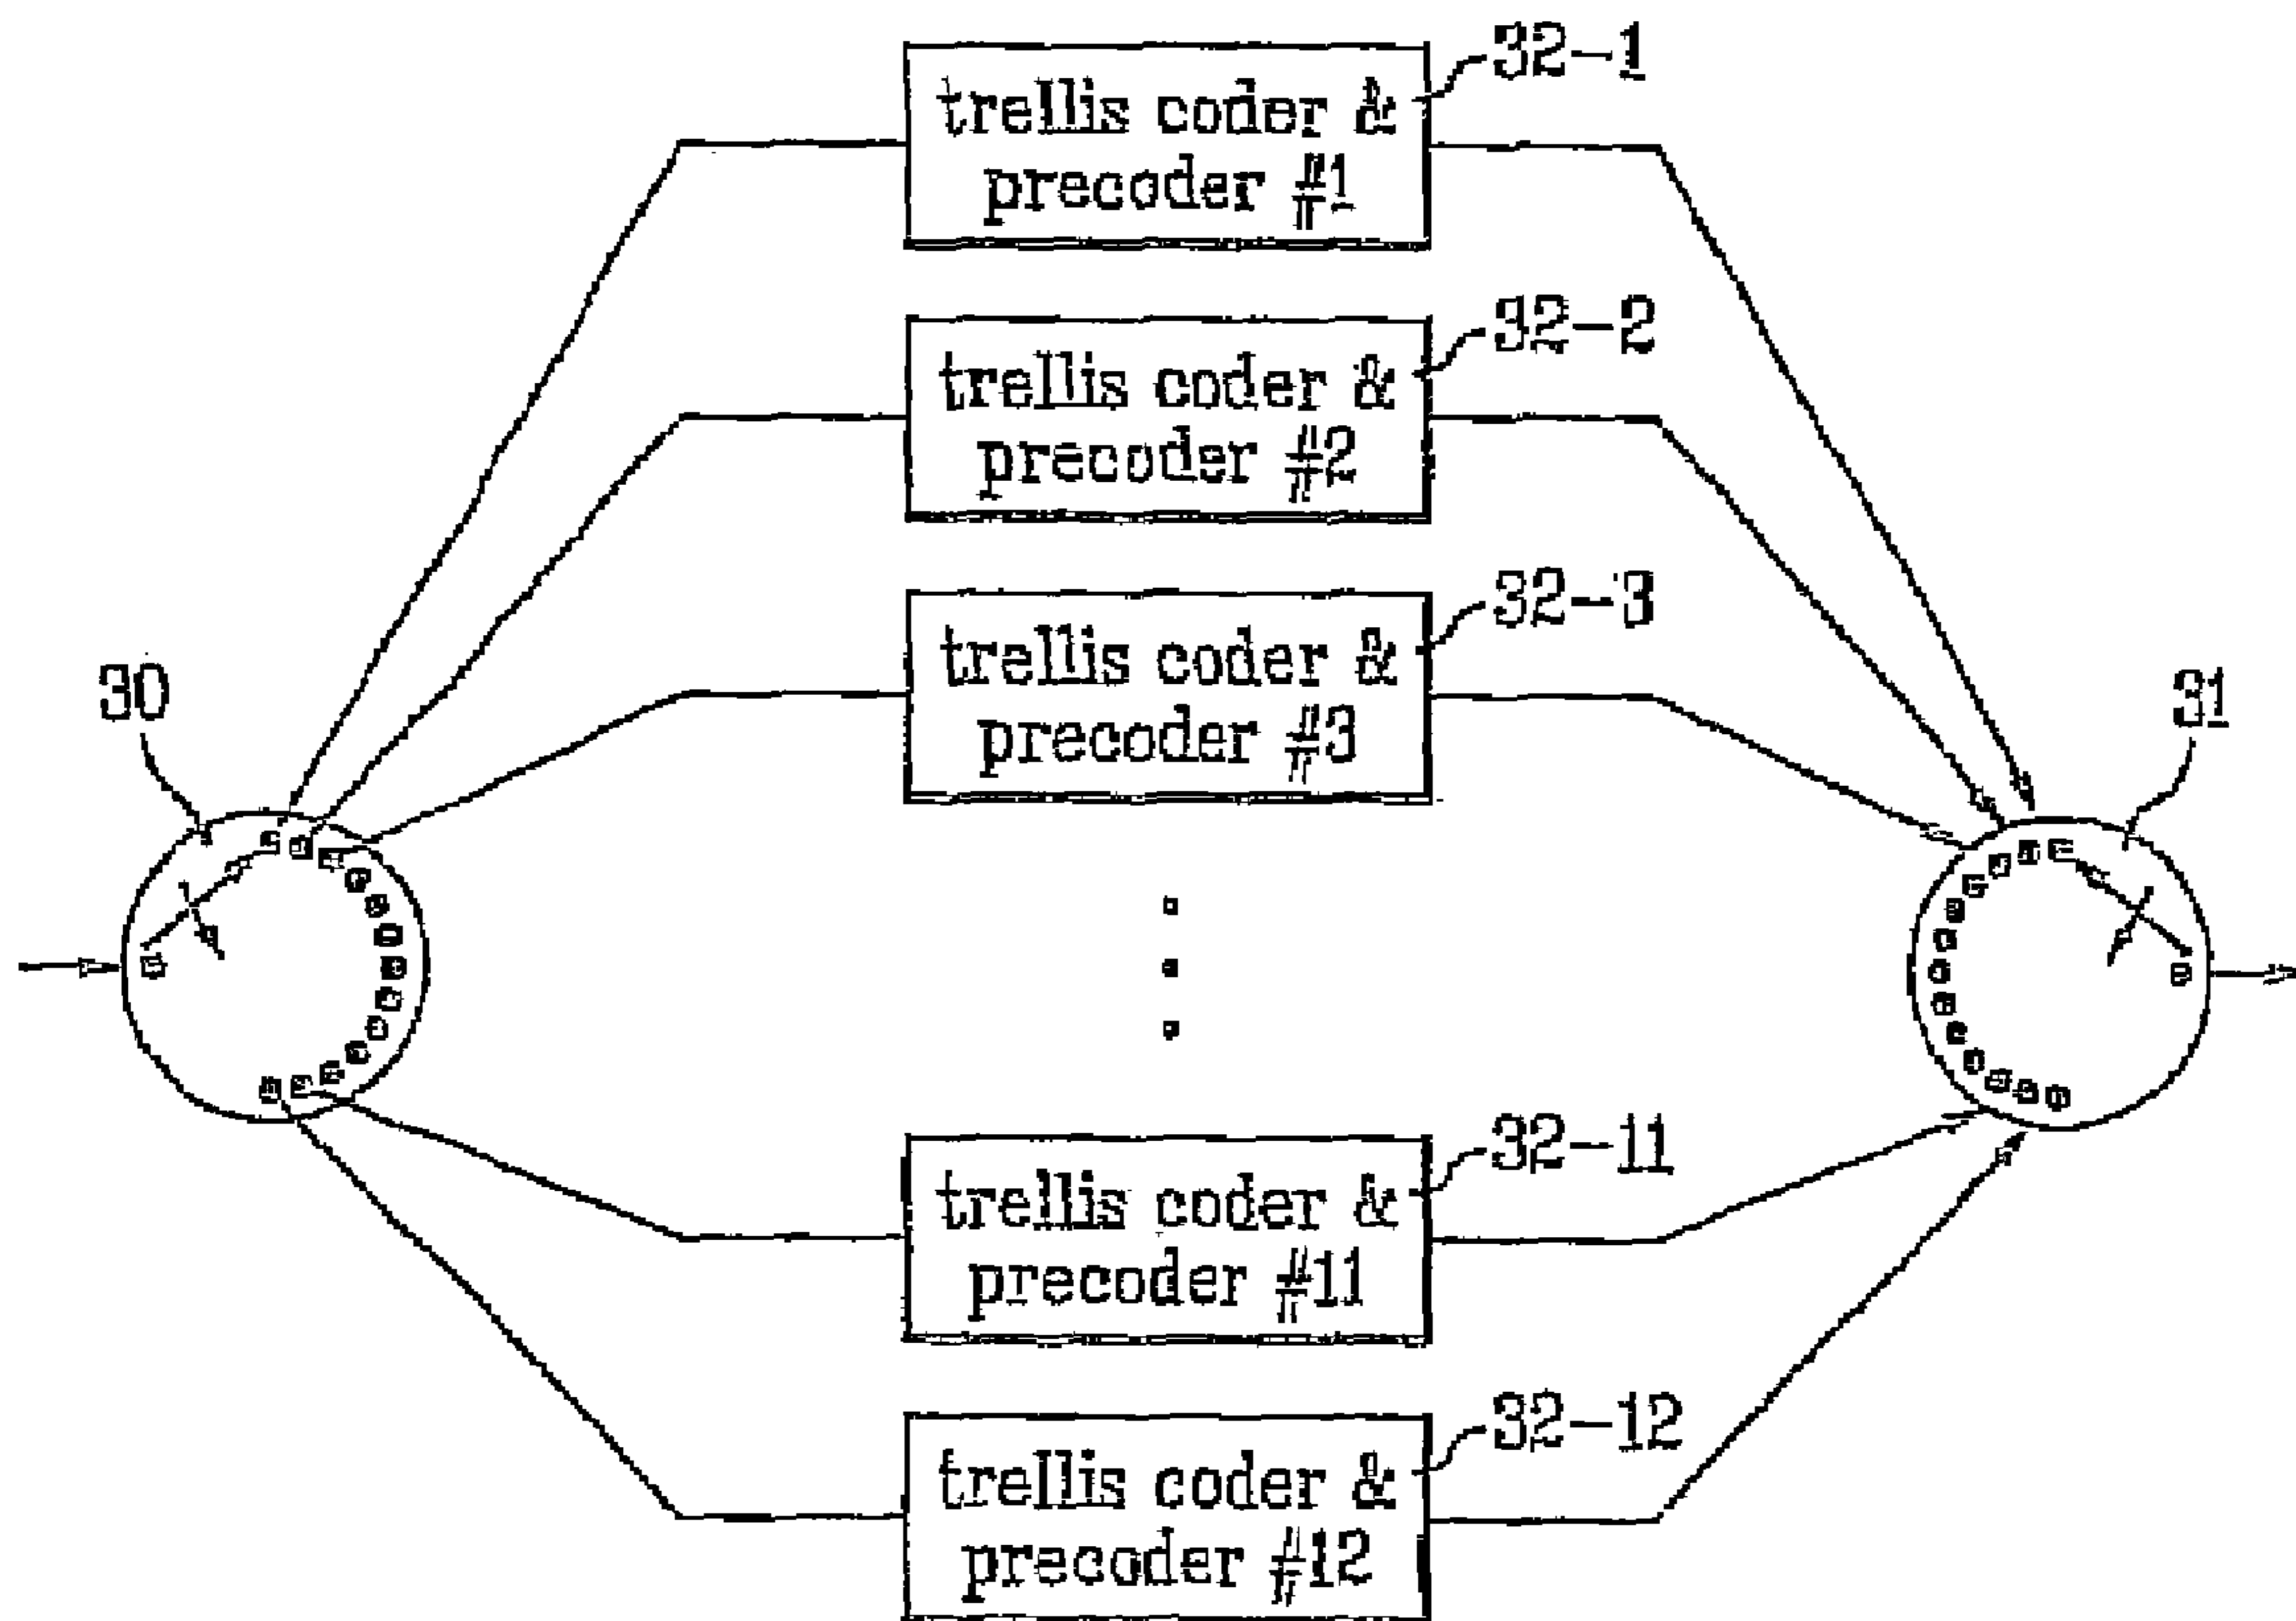 32-1
trellis coder &
precoder #1
32-2
trellis coder &
precoder #2
32-3
trellis coder &
precoder #3
30
31
32-11
trellis coder &
precoder #11
32-12
trellis coder &
precoder #12